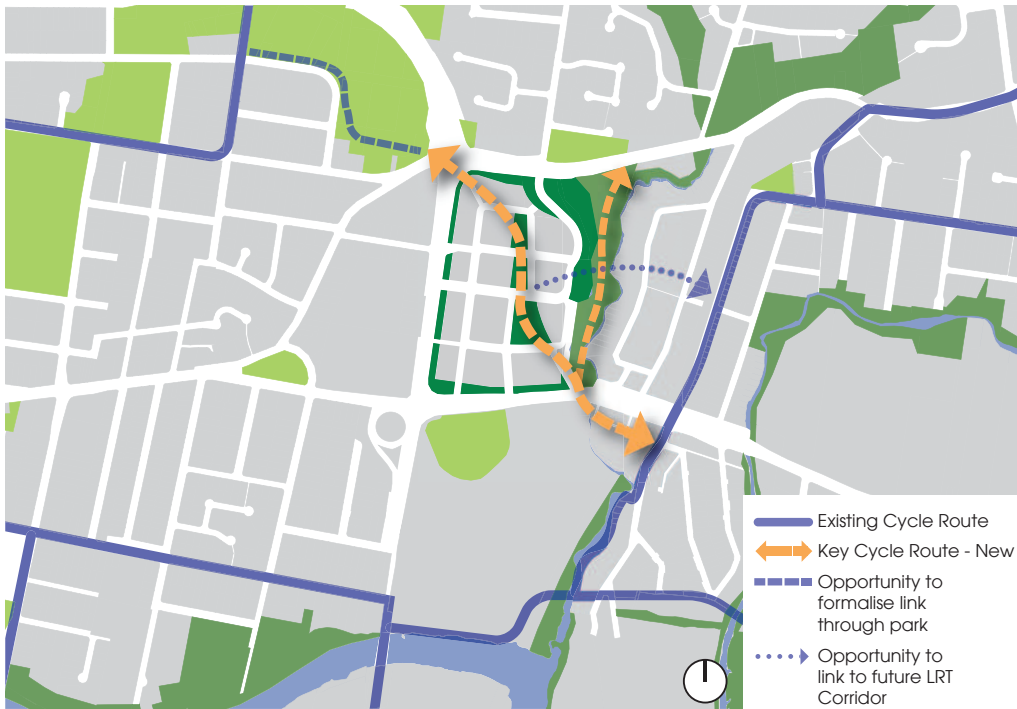 Existing Cycle Route
Key Cycle Route - New
Opportunity to
formalise link
through park
Opportunity to
link to future LRT
Corridor